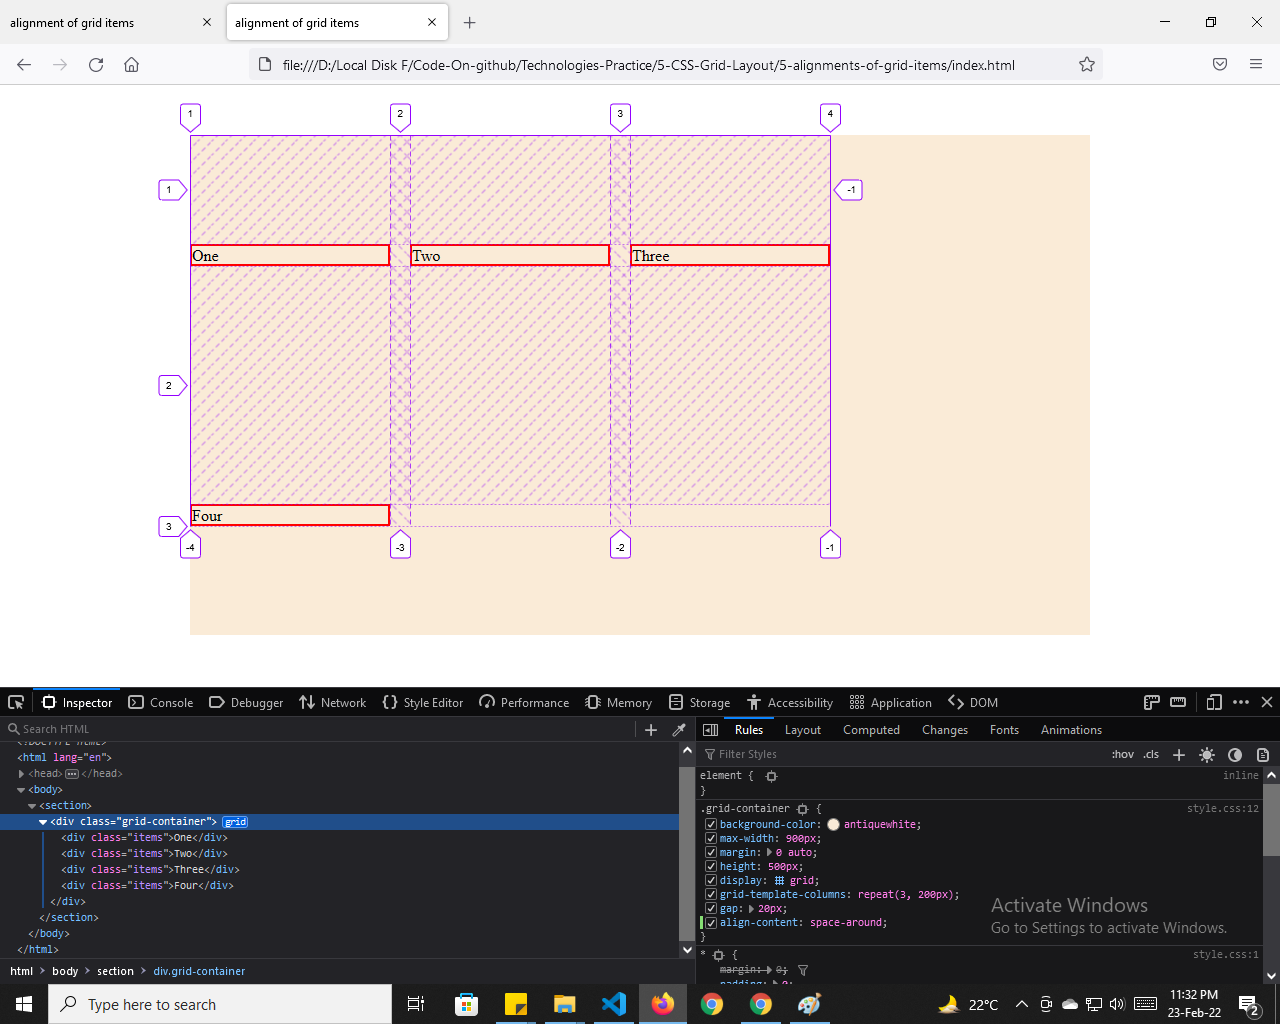 alignment of grid items
alignment of grid items
file:///D:/Local Disk F/Code-On-github/Technologies-Practice/5-CSS-Grid-Layout/5-alignments-of-grid-items/index.html
1 2 3 4
1 -1
One Two Three
2
Four
3
-4 -3 -2 -1
Inspector Console Debugger Network Style Editor Performance Memory Storage Accessibility Application DOM
Search HTML
<!DOCTYPE html>
<html lang="en">
<head></head>
<body>
<section>
<div class="grid-container"> grid
<div class="items">One</div>
<div class="items">Two</div>
<div class="items">Three</div>
<div class="items">Four</div>
</div>
</section>
</body>
</html>
html > body > section > div.grid-container
Rules Layout Computed Changes Fonts Animations
Filter Styles :hov .cls
element { inline
}
.grid-container { style.css:12
background-color: antiquewhite;
max-width: 900px;
margin: 0 auto;
height: 500px;
display: grid;
grid-template-columns: repeat(3, 200px);
gap: 20px;
align-content: space-around;
}
* { style.css:1
margin: 0;
padding: 0;
Activate Windows
Go to Settings to activate Windows.
Type here to search
22°C
11:32 PM
23-Feb-22
2